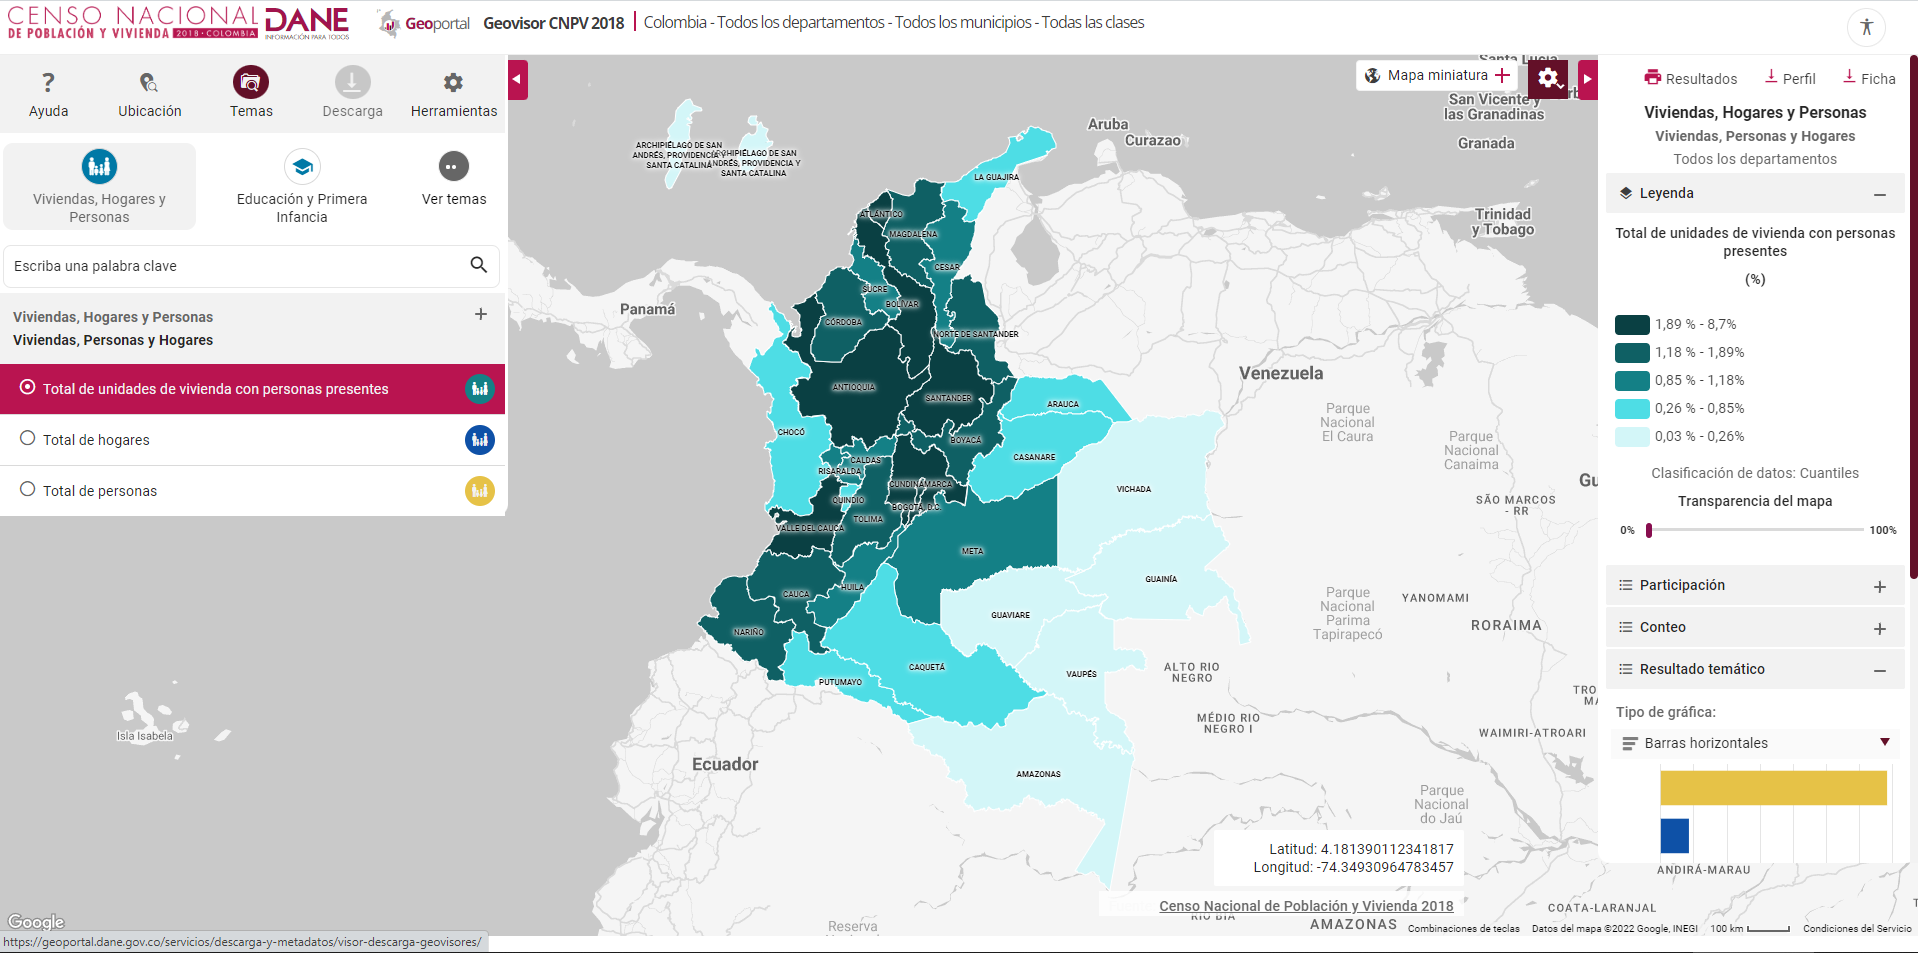 CENSO NACIONAL
DE POBLACIÓN Y VIVIENDA 2018 - COLOMBIA
DANE
INFORMACIÓN PARA TODOS
Geoportal
Geovisor CNPV 2018
Colombia - Todos los departamentos - Todos los municipios - Todas las clases
Ayuda
Ubicación
Temas
Descarga
Herramientas
Viviendas, Hogares y
Personas
Educación y Primera
Infancia
Ver temas
Escriba una palabra clave
Viviendas, Hogares y Personas
Viviendas, Personas y Hogares
Total de unidades de vivienda con personas presentes
Total de hogares
Total de personas
Mapa miniatura
Santa Lucia
San Vicente y
las Granadinas
Granada
Aruba
Curazao
Trinidad
y Tobago
Panamá
Venezuela
Parque
Nacional
El Caura
Parque
Nacional
Canaima
SÃO MARCOS
- RR
Parque
Nacional
Parima
Tapirapecó
YANOMAMI
RORAIMA
ALTO RIO
NEGRO
MÉDIO RIO
NEGRO I
WAIMIRI-ATROARI
Parque
Nacional
do Jaú
ANDIRÁ-MARAU
COATA-LARANJAL
AMAZONAS
RIO BIÁ
Reserva
Ecuador
Isla Isabela
ARCHIPIÉLAGO DE SAN
ANDRÉS, PROVIDENCIA Y
SANTA CATALINA
ARCHIPIÉLAGO DE SAN
ANDRÉS, PROVIDENCIA Y
SANTA CATALINA
LA GUAJIRA
ATLÁNTICO
MAGDALENA
CESAR
SUCRE
BOLÍVAR
CÓRDOBA
NORTE DE SANTANDER
ANTIOQUIA
SANTANDER
ARAUCA
CHOCÓ
BOYACÁ
CASANARE
CALDAS
RISARALDA
CUNDINAMARCA
VICHADA
QUINDÍO
BOGOTÁ, D.C.
TOLIMA
VALLE DEL CAUCA
META
GUAINÍA
HUILA
CAUCA
GUAVIARE
NARIÑO
CAQUETÁ
VAUPÉS
PUTUMAYO
AMAZONAS
Latitud: 4.181390112341817
Longitud: -74.34930964783457
Censo Nacional de Población y Vivienda 2018
Google
https://geoportal.dane.gov.co/servicios/descarga-y-metadatos/visor-descarga-geovisores/
Combinaciones de teclas
Datos del mapa ©2022 Google, INEGI
100 km
Condiciones del Servicio
Resultados
Perfil
Ficha
Viviendas, Hogares y Personas
Viviendas, Personas y Hogares
Todos los departamentos
Leyenda
Total de unidades de vivienda con personas
presentes
(%)
1,89 % - 8,7%
1,18 % - 1,89%
0,85 % - 1,18%
0,26 % - 0,85%
0,03 % - 0,26%
Clasificación de datos: Cuantiles
Transparencia del mapa
0%
100%
Participación
Conteo
Resultado temático
Tipo de gráfica:
Barras horizontales